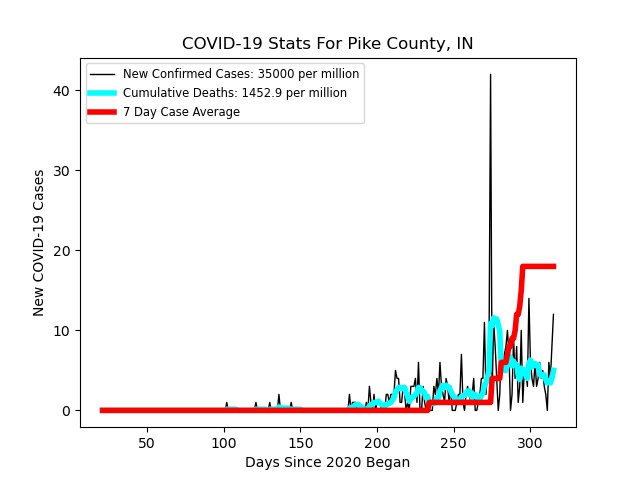 COVID-19 Stats For Pike County, IN
New Confirmed Cases: 35000 per million
Cumulative Deaths: 1452.9 per million
7 Day Case Average
New COVID-19 Cases
40
30
20
10
0
50 100 150 200 250 300
Days Since 2020 Began